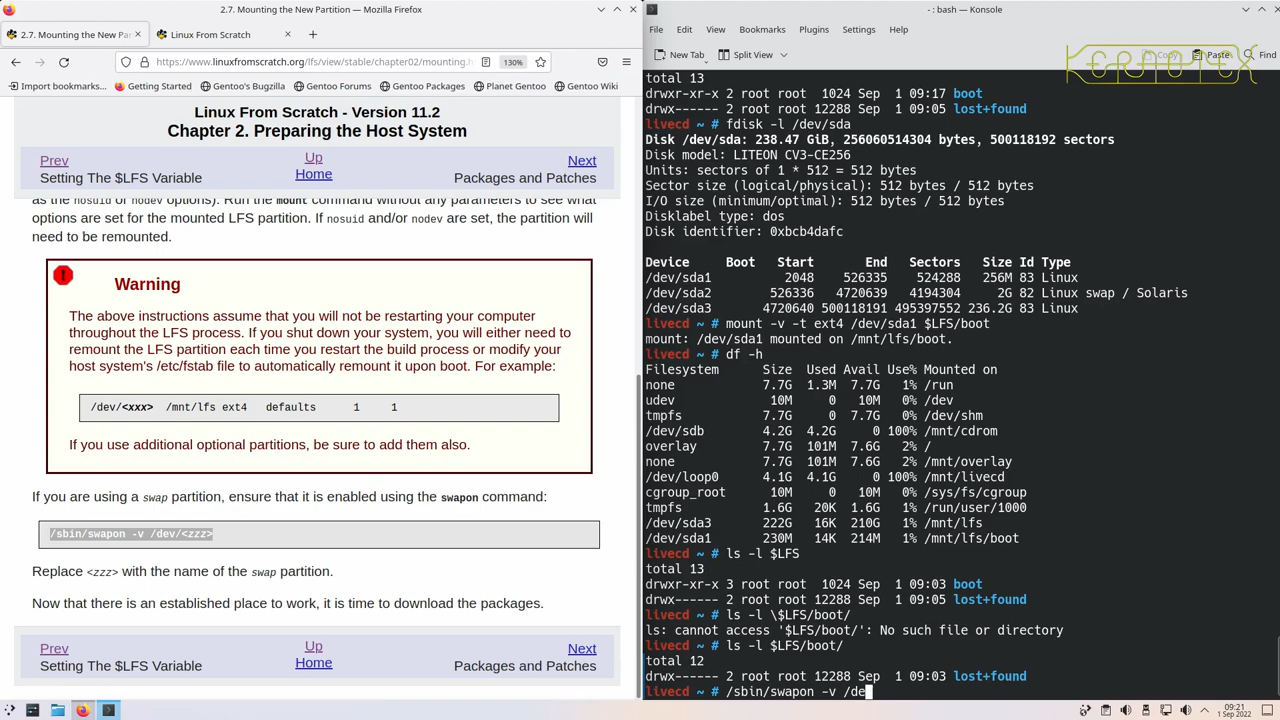 2.7. Mounting the New Partition — Mozilla Firefox
2.7. Mounting the New Par
Linux From Scratch
https://www.linuxfromscratch.org/lfs/view/stable/chapter02/mounting.
130%
Import bookmarks...
Getting Started
Gentoo's Bugzilla
Gentoo Forums
Gentoo Packages
Planet Gentoo
Gentoo Wiki
Linux From Scratch - Version 11.2
Chapter 2. Preparing the Host System
Prev
Up
Next
Setting The $LFS Variable
Home
Packages and Patches
as the nosuid or nodev options). Run the mount command without any parameters to see what
options are set for the mounted LFS partition. If nosuid and/or nodev are set, the partition will
need to be remounted.
Warning
The above instructions assume that you will not be restarting your computer
throughout the LFS process. If you shut down your system, you will either need to
remount the LFS partition each time you restart the build process or modify your
host system's /etc/fstab file to automatically remount it upon boot. For example:
/dev/<xxx>  /mnt/lfs ext4   defaults      1     1
If you use additional optional partitions, be sure to add them also.
If you are using a swap partition, ensure that it is enabled using the swapon command:
/sbin/swapon -v /dev/<zzz>
Replace <zzz> with the name of the swap partition.
Now that there is an established place to work, it is time to download the packages.
Prev
Up
Next
Setting The $LFS Variable
Home
Packages and Patches
- : bash — Konsole
File
Edit
View
Bookmarks
Plugins
Settings
Help
New Tab
Split View
Copy
Paste
Find
KERNOTEX
total 13
drwxr-xr-x 2 root root  1024 Sep  1 09:17 boot
drwx------ 2 root root 12288 Sep  1 09:05 lost+found
livecd ~ # fdisk -l /dev/sda
Disk /dev/sda: 238.47 GiB, 256060514304 bytes, 500118192 sectors
Disk model: LITEON CV3-CE256
Units: sectors of 1 * 512 = 512 bytes
Sector size (logical/physical): 512 bytes / 512 bytes
I/O size (minimum/optimal): 512 bytes / 512 bytes
Disklabel type: dos
Disk identifier: 0xbcb4dafc
Device     Boot   Start       End   Sectors   Size Id Type
/dev/sda1          2048    526335    524288   256M 83 Linux
/dev/sda2        526336   4720639   4194304     2G 82 Linux swap / Solaris
/dev/sda3       4720640 500118191 495397552 236.2G 83 Linux
livecd ~ # mount -v -t ext4 /dev/sda1 $LFS/boot
mount: /dev/sda1 mounted on /mnt/lfs/boot.
livecd ~ # df -h
Filesystem      Size  Used Avail Use% Mounted on
none            7.7G  1.3M  7.7G   1% /run
udev             10M     0   10M   0% /dev
tmpfs           7.7G     0  7.7G   0% /dev/shm
/dev/sdb        4.2G  4.2G     0 100% /mnt/cdrom
overlay         7.7G  101M  7.6G   2% /
none            7.7G  101M  7.6G   2% /mnt/overlay
/dev/loop0      4.1G  4.1G     0 100% /mnt/livecd
cgroup_root      10M     0   10M   0% /sys/fs/cgroup
tmpfs           1.6G   20K  1.6G   1% /run/user/1000
/dev/sda3       222G   16K  210G   1% /mnt/lfs
/dev/sda1       230M   14K  214M   1% /mnt/lfs/boot
livecd ~ # ls -l $LFS
total 13
drwxr-xr-x 3 root root  1024 Sep  1 09:03 boot
drwx------ 2 root root 12288 Sep  1 09:05 lost+found
livecd ~ # ls -l \$LFS/boot/
ls: cannot access '$LFS/boot/': No such file or directory
livecd ~ # ls -l $LFS/boot/
total 12
drwx------ 2 root root 12288 Sep  1 09:03 lost+found
livecd ~ # /sbin/swapon -v /de
09:21
1 Sep 2022